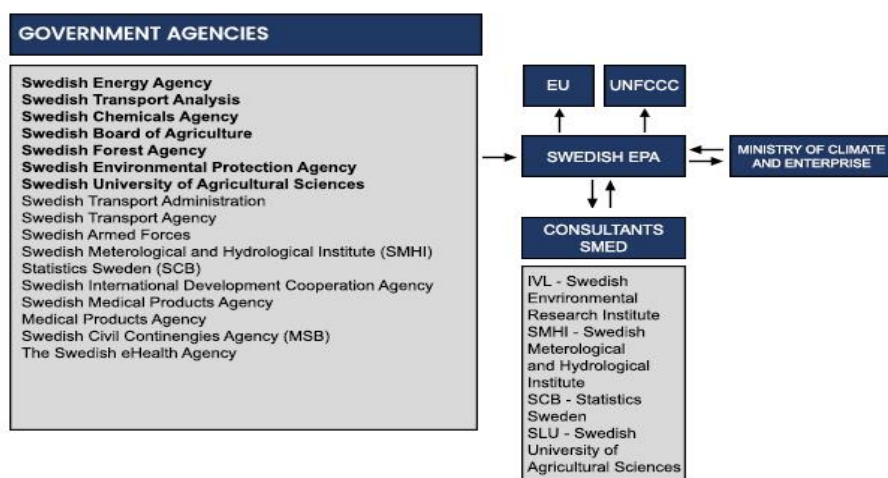 GOVERNMENT AGENCIES
Swedish Energy Agency
Swedish Transport Analysis
Swedish Chemicals Agency
Swedish Board of Agriculture
Swedish Forest Agency
Swedish Environmental Protection Agency
Swedish University of Agricultural Sciences
Swedish Transport Administration
Swedish Transport Agency
Swedish Armed Forces
Swedish Meterological and Hydrological Institute (SMHI)
Statistics Sweden (SCB)
Swedish International Development Cooperation Agency
Swedish Medical Products Agency
Medical Products Agency
Swedish Civil Continengies Agency (MSB)
The Swedish eHealth Agency
EU
UNFCCC
SWEDISH EPA
MINISTRY OF CLIMATE
AND ENTERPRISE
CONSULTANTS
SMED
IVL - Swedish
Envrironmental
Research Institute
SMHI - Swedish
Meterological
and Hydrological
Institute
SCB - Statistics
Sweden
SLU - Swedish
University of
Agricultural Sciences